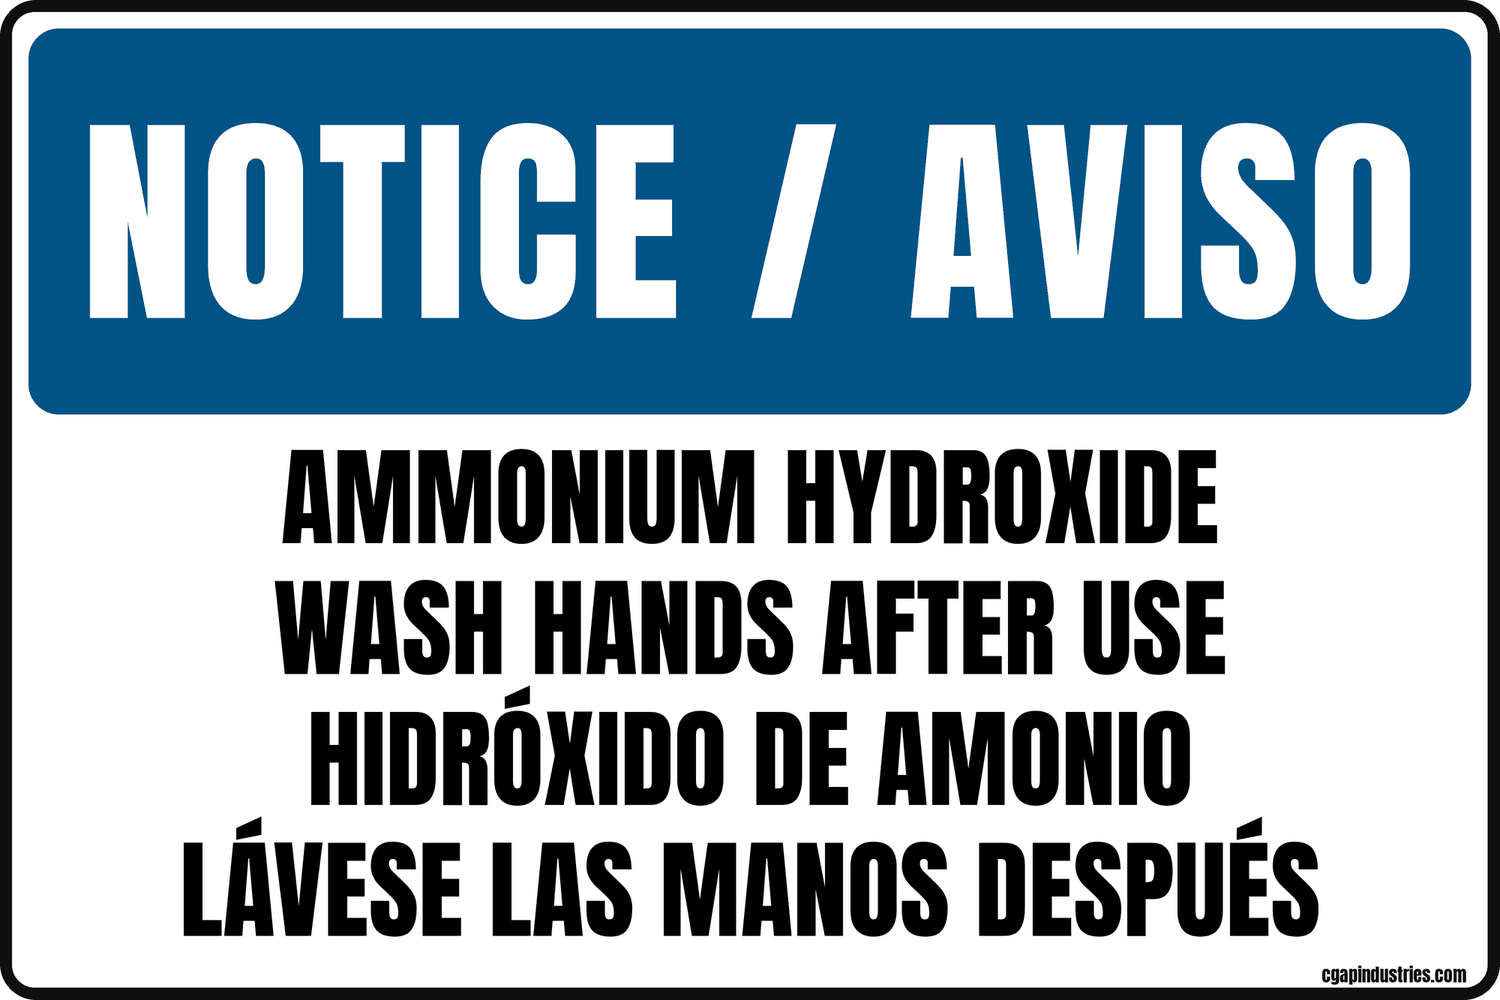 NOTICE / AVISO
AMMONIUM HYDROXIDE
WASH HANDS AFTER USE
HIDRÓXIDO DE AMONIO
LÁVESE LAS MANOS DESPUÉS
cgapindustries.com